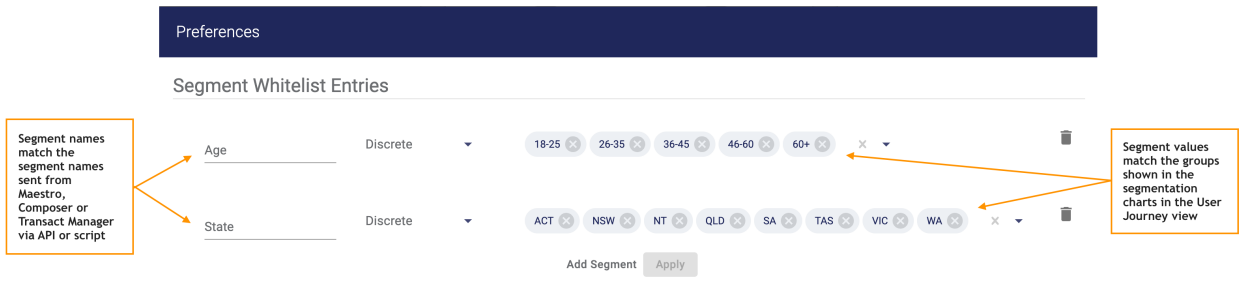 Preferences
Segment Whitelist Entries
Segment names
match the
segment names
sent from
Maestro,
Composer or
Transact Manager
via API or script
Age
Discrete
18-25 26-35 36-45 46-60 60+
State
Discrete
ACT NSW NT QLD SA TAS VIC WA
Segment values
match the groups
shown in the
segmentation
charts in the User
Journey view
Add Segment Apply